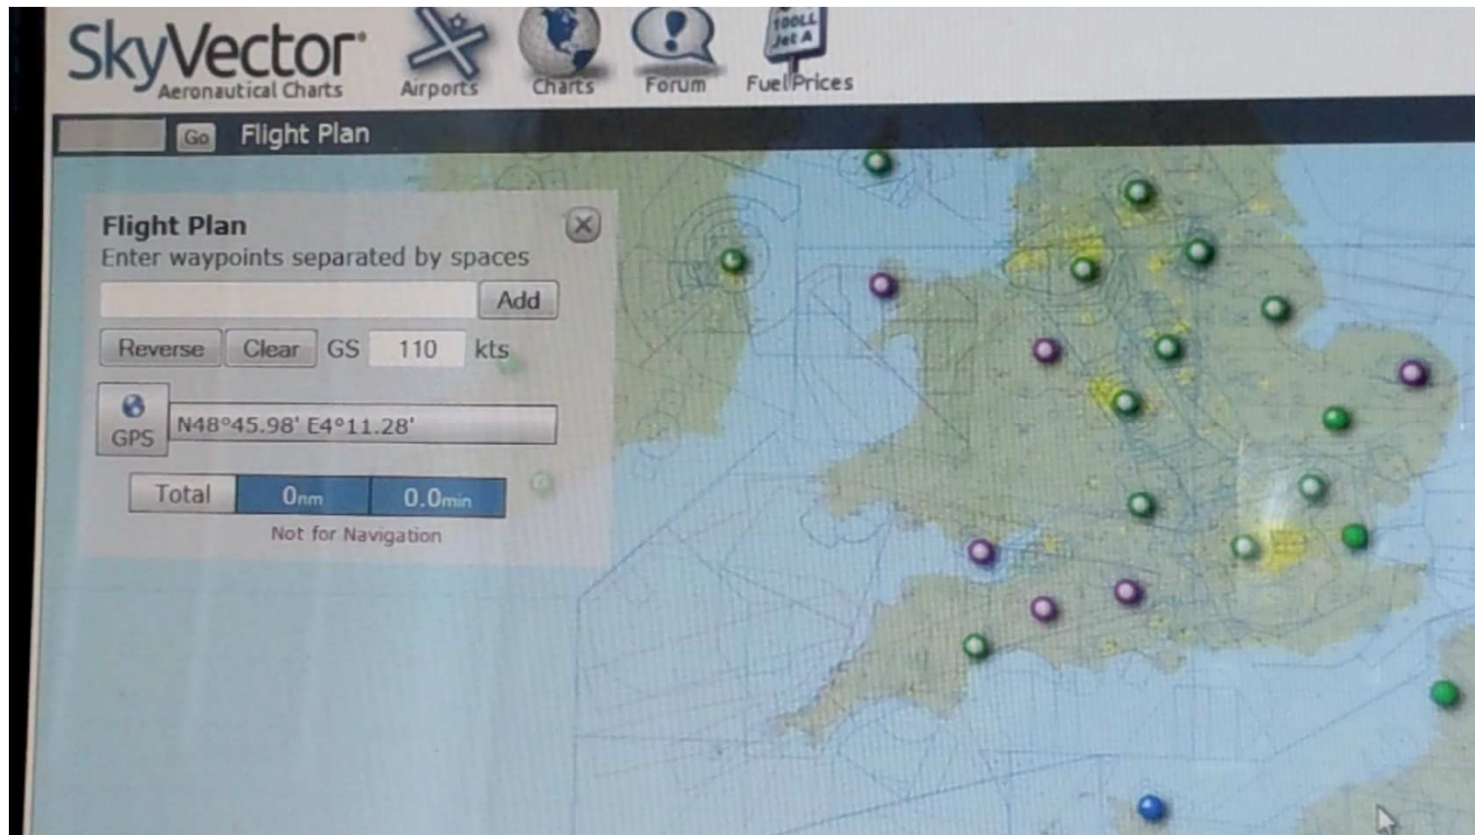 SkyVector
Aeronautical Charts
Airports
Charts
Forum
100LL
Jet A
Fuel Prices
Go
Flight Plan
Flight Plan
Enter waypoints separated by spaces
Add
Reverse Clear GS 110 kts
GPS
N48°45.98' E4°11.28'
Total 0nm 0.0min
Not for Navigation